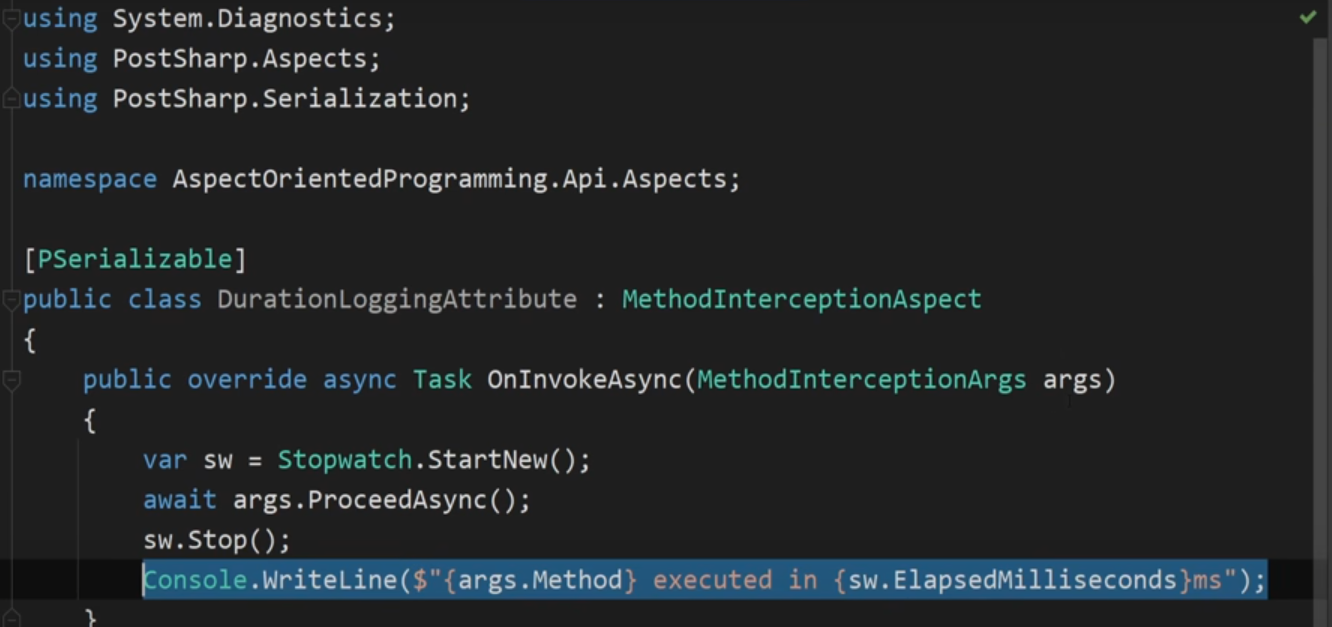 using System.Diagnostics;
using PostSharp.Aspects;
using PostSharp.Serialization;
namespace AspectOrientedProgramming.Api.Aspects;
[PSerializable]
public class DurationLoggingAttribute : MethodInterceptionAspect
{
public override async Task OnInvokeAsync(MethodInterceptionArgs args)
{
var sw = Stopwatch.StartNew();
await args.ProceedAsync();
sw.Stop();
Console.WriteLine($"{args.Method} executed in {sw.ElapsedMilliseconds}ms");
}